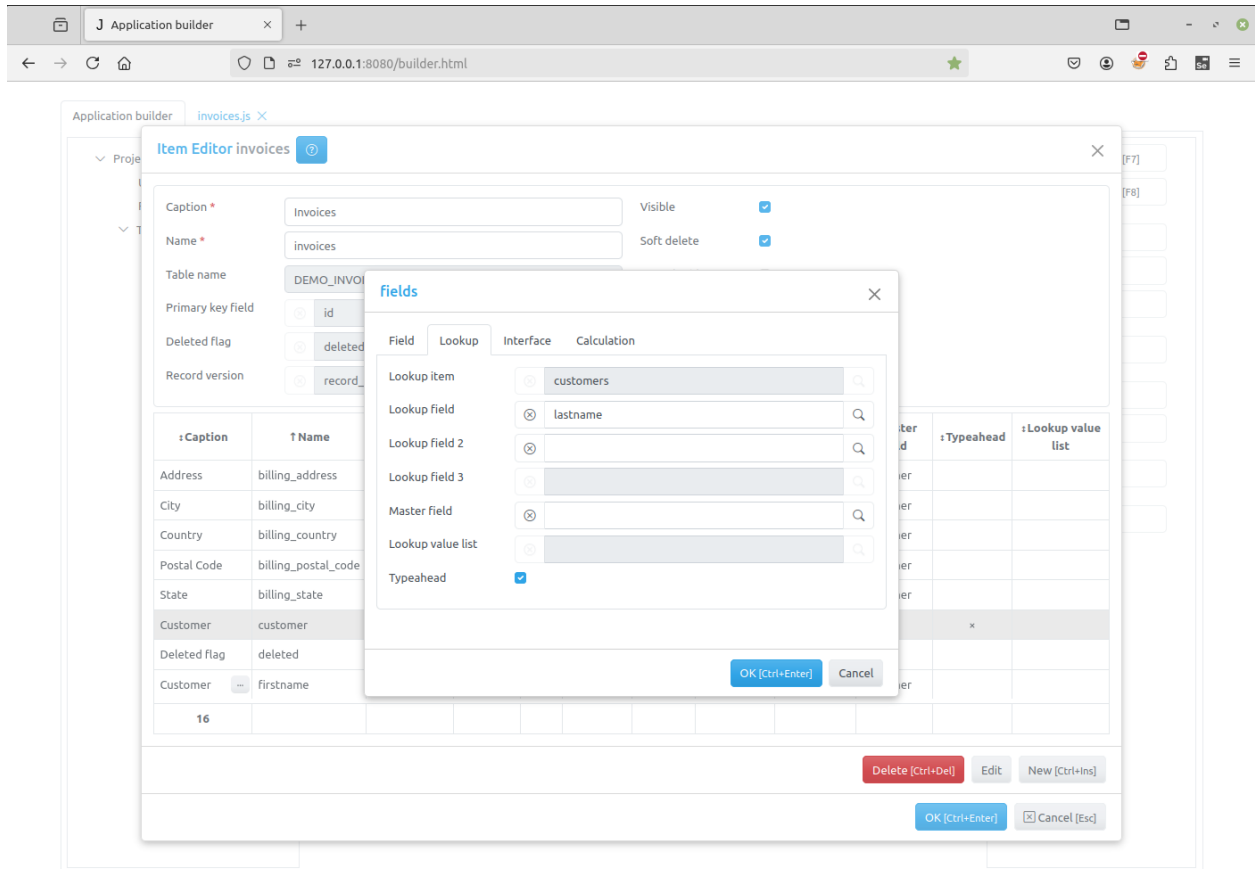 J Application builder
127.0.0.1:8080/builder.html
Application builder invoices.js
Item Editor invoices
[F7]
[F8]
Caption * Invoices Visible
Name * invoices Soft delete
Table name DEMO_INVOI
Primary key field id
Deleted flag deleted
Record version record_
fields
Field Lookup Interface Calculation
Lookup item customers
Lookup field lastname
Lookup field 2
Lookup field 3
Master field
Lookup value list
Typeahead
OK [Ctrl+Enter] Cancel
Caption Name Typeahead Lookup value list
Address billing_address
City billing_city
Country billing_country
Postal Code billing_postal_code
State billing_state
Customer customer ×
Deleted flag deleted
Customer ... firstname
16
Delete [Ctrl+Del] Edit New [Ctrl+Ins]
OK [Ctrl+Enter] Cancel [Esc]